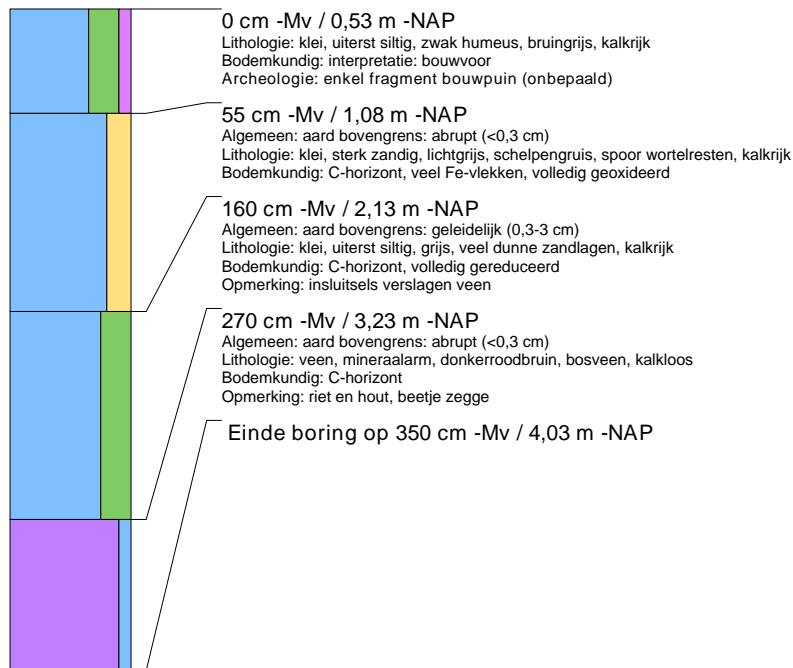 0 cm -Mv / 0,53 m -NAP
Lithologie: klei, uiterst siltig, zwak humeus, bruingrijs, kalkrijk
Bodemkundig: interpretatie: bouwvoor
Archeologie: enkel fragment bouwpuin (onbepaald)
55 cm -Mv / 1,08 m -NAP
Algemeen: aard bovengrens: abrupt (<0,3 cm)
Lithologie: klei, sterk zandig, lichtgrijs, schelpengruis, spoor wortelresten, kalkrijk
Bodemkundig: C-horizont, veel Fe-vlekken, volledig geoxideerd
160 cm -Mv / 2,13 m -NAP
Algemeen: aard bovengrens: geleidelijk (0,3-3 cm)
Lithologie: klei, uiterst siltig, grijs, veel dunne zandlagen, kalkrijk
Bodemkundig: C-horizont, volledig gereduceerd
Opmerking: insluitsels verslagen veen
270 cm -Mv / 3,23 m -NAP
Algemeen: aard bovengrens: abrupt (<0,3 cm)
Lithologie: veen, mineraalarm, donkerroodbruin, bosveen, kalkloos
Bodemkundig: C-horizont
Opmerking: riet en hout, beetje zegge
Einde boring op 350 cm -Mv / 4,03 m -NAP